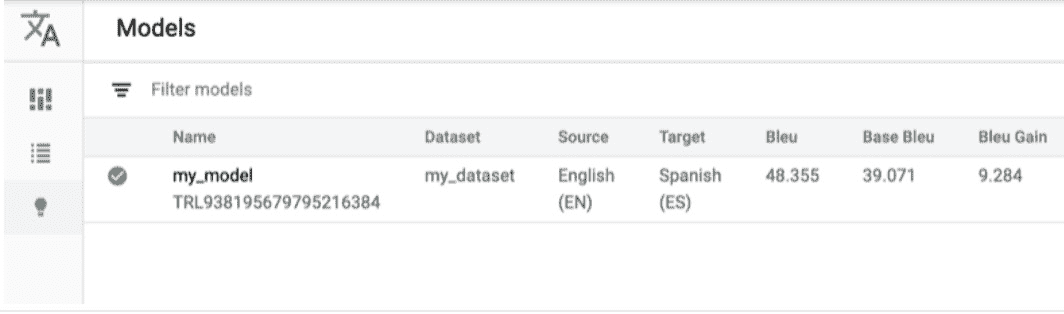 Models
Filter models
Name Dataset Source Target Bleu Base Bleu Bleu Gain
my_model my_dataset English Spanish 48.355 39.071 9.284
TRL938195679795216384 (EN) (ES)